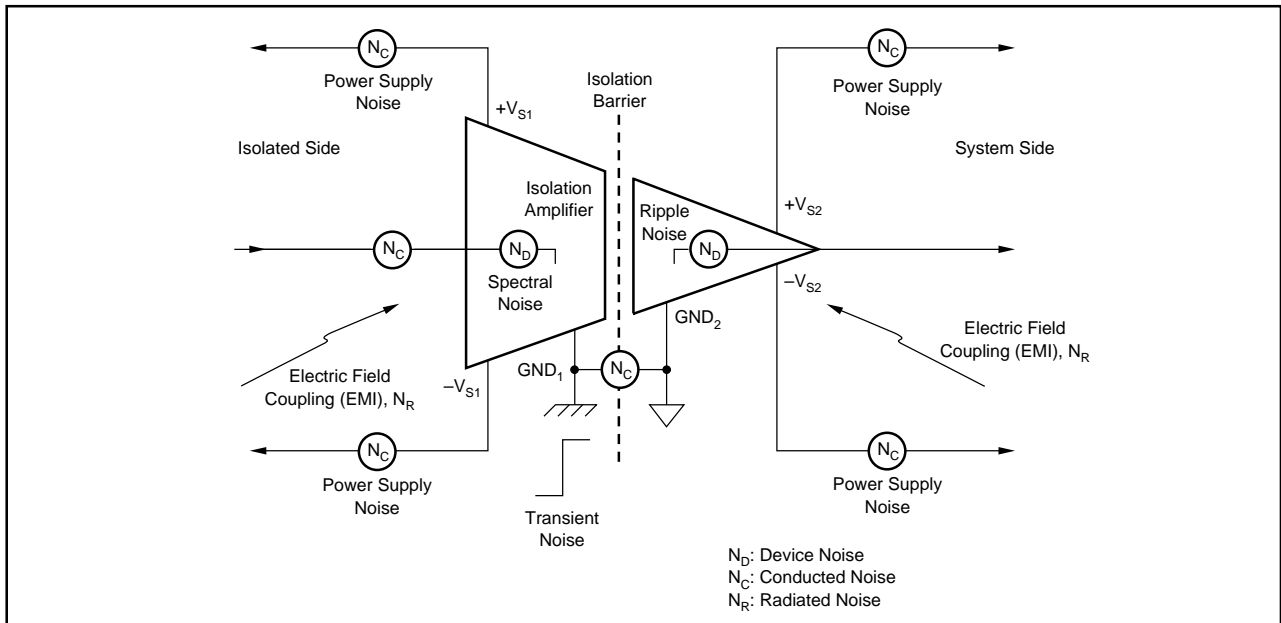 N_C
Power Supply
Noise
+V_S1
Isolation
Barrier
N_C
Power Supply
Noise
Isolated Side
System Side
Isolation
Amplifier
Ripple
Noise
+V_S2
N_C
N_D
Spectral
Noise
N_D
–V_S2
GND_2
Electric Field
Coupling (EMI), N_R
GND_1
N_C
–V_S1
Electric Field
Coupling (EMI), N_R
N_C
Power Supply
Noise
Transient
Noise
N_C
Power Supply
Noise
N_D: Device Noise
N_C: Conducted Noise
N_R: Radiated Noise